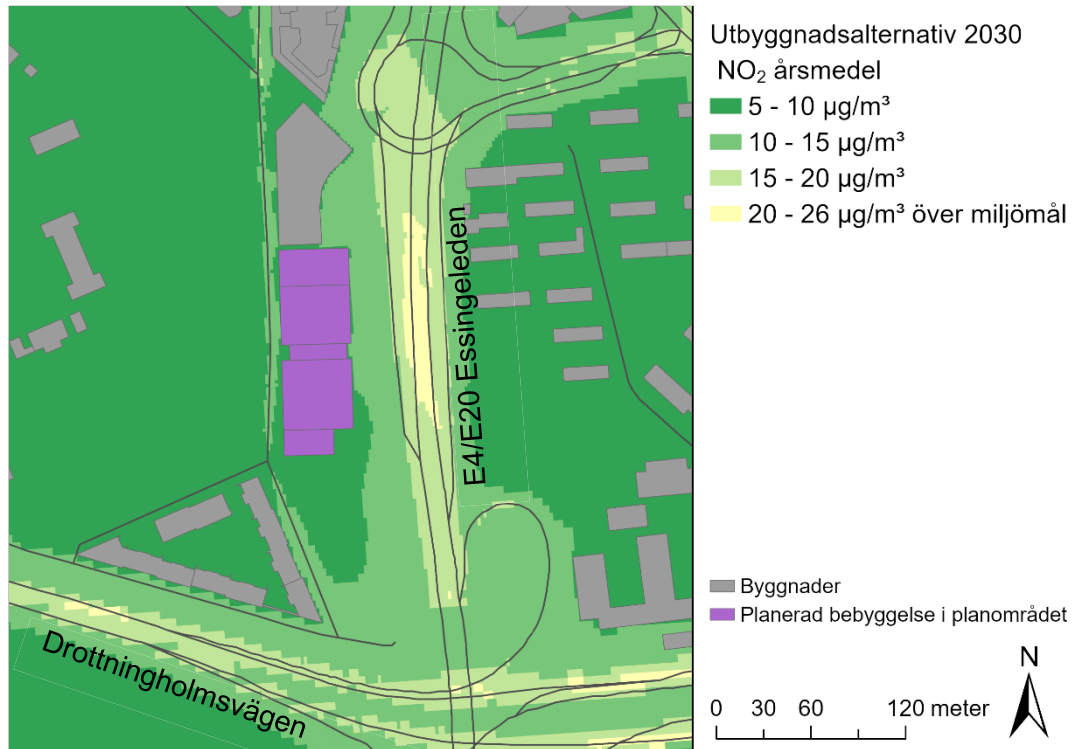 Utbyggnadsalternativ 2030
NO₂ årsmedel
5 - 10 µg/m³
10 - 15 µg/m³
15 - 20 µg/m³
20 - 26 µg/m³ över miljömål
E4/E20 Essingeleden
Drottningholmsvägen
Byggnader
Planerad bebyggelse i planområdet
N
0 30 60 120 meter